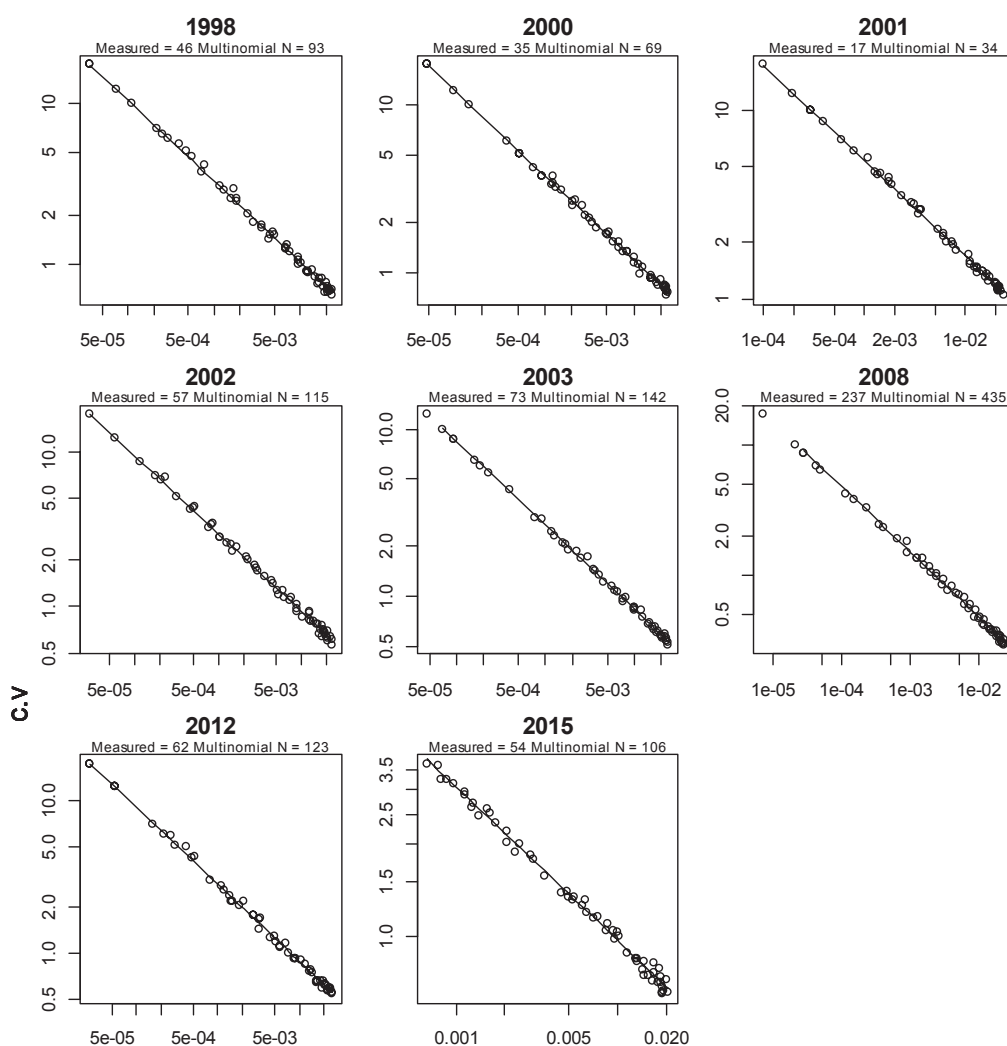 1998
Measured = 46 Multinomial N = 93
10
5
2
1
5e-05 5e-04 5e-03
2000
Measured = 35 Multinomial N = 69
10
5
2
1
5e-05 5e-04 5e-03
2001
Measured = 17 Multinomial N = 34
10
5
2
1
1e-04 5e-04 2e-03 1e-02
2002
Measured = 57 Multinomial N = 115
10.0
5.0
2.0
1.0
0.5
5e-05 5e-04 5e-03
2003
Measured = 73 Multinomial N = 142
10.0
5.0
2.0
1.0
0.5
5e-05 5e-04 5e-03
2008
Measured = 237 Multinomial N = 435
20.0
5.0
2.0
0.5
1e-05 1e-04 1e-03 1e-02
C.V
2012
Measured = 62 Multinomial N = 123
10.0
5.0
2.0
1.0
0.5
5e-05 5e-04 5e-03
2015
Measured = 54 Multinomial N = 106
3.5
2.5
1.5
1.0
0.001 0.005 0.020